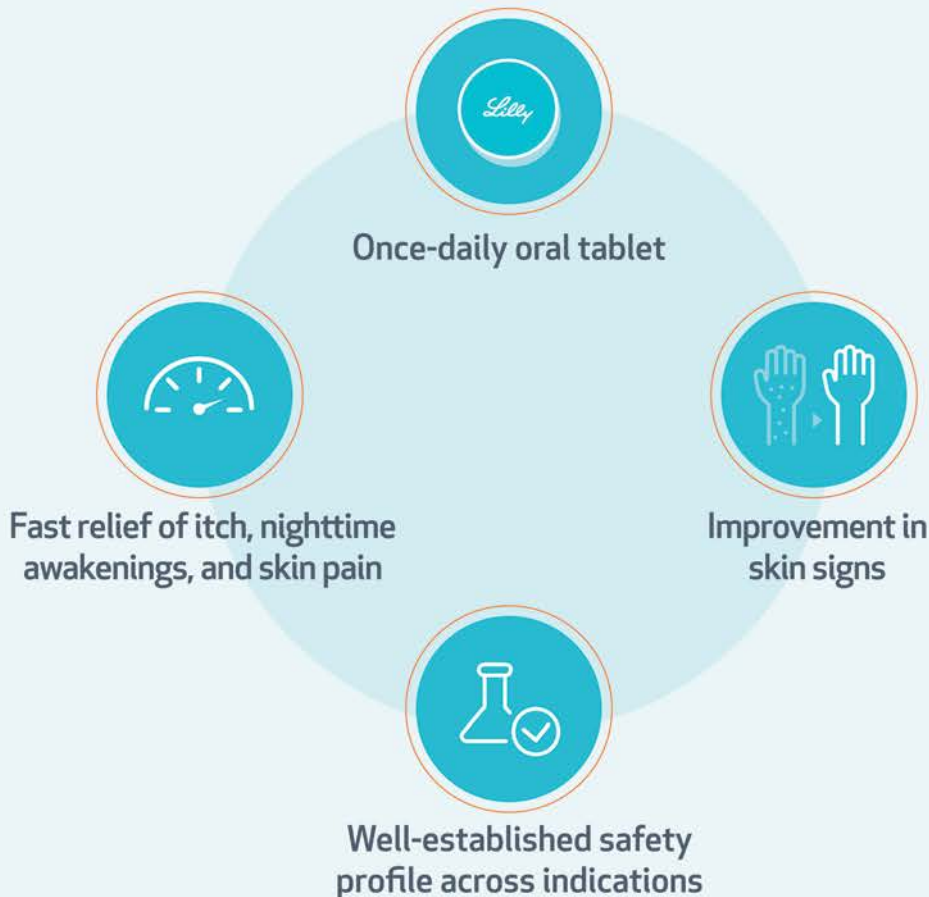 Lilly
Once-daily oral tablet
Fast relief of itch, nighttime
awakenings, and skin pain
Improvement in
skin signs
Well-established safety
profile across indications